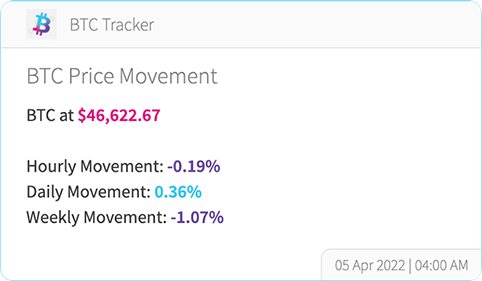 BTC Tracker
BTC Price Movement
BTC at $46,622.67
Hourly Movement: -0.19%
Daily Movement: 0.36%
Weekly Movement: -1.07%
05 Apr 2022 | 04:00 AM